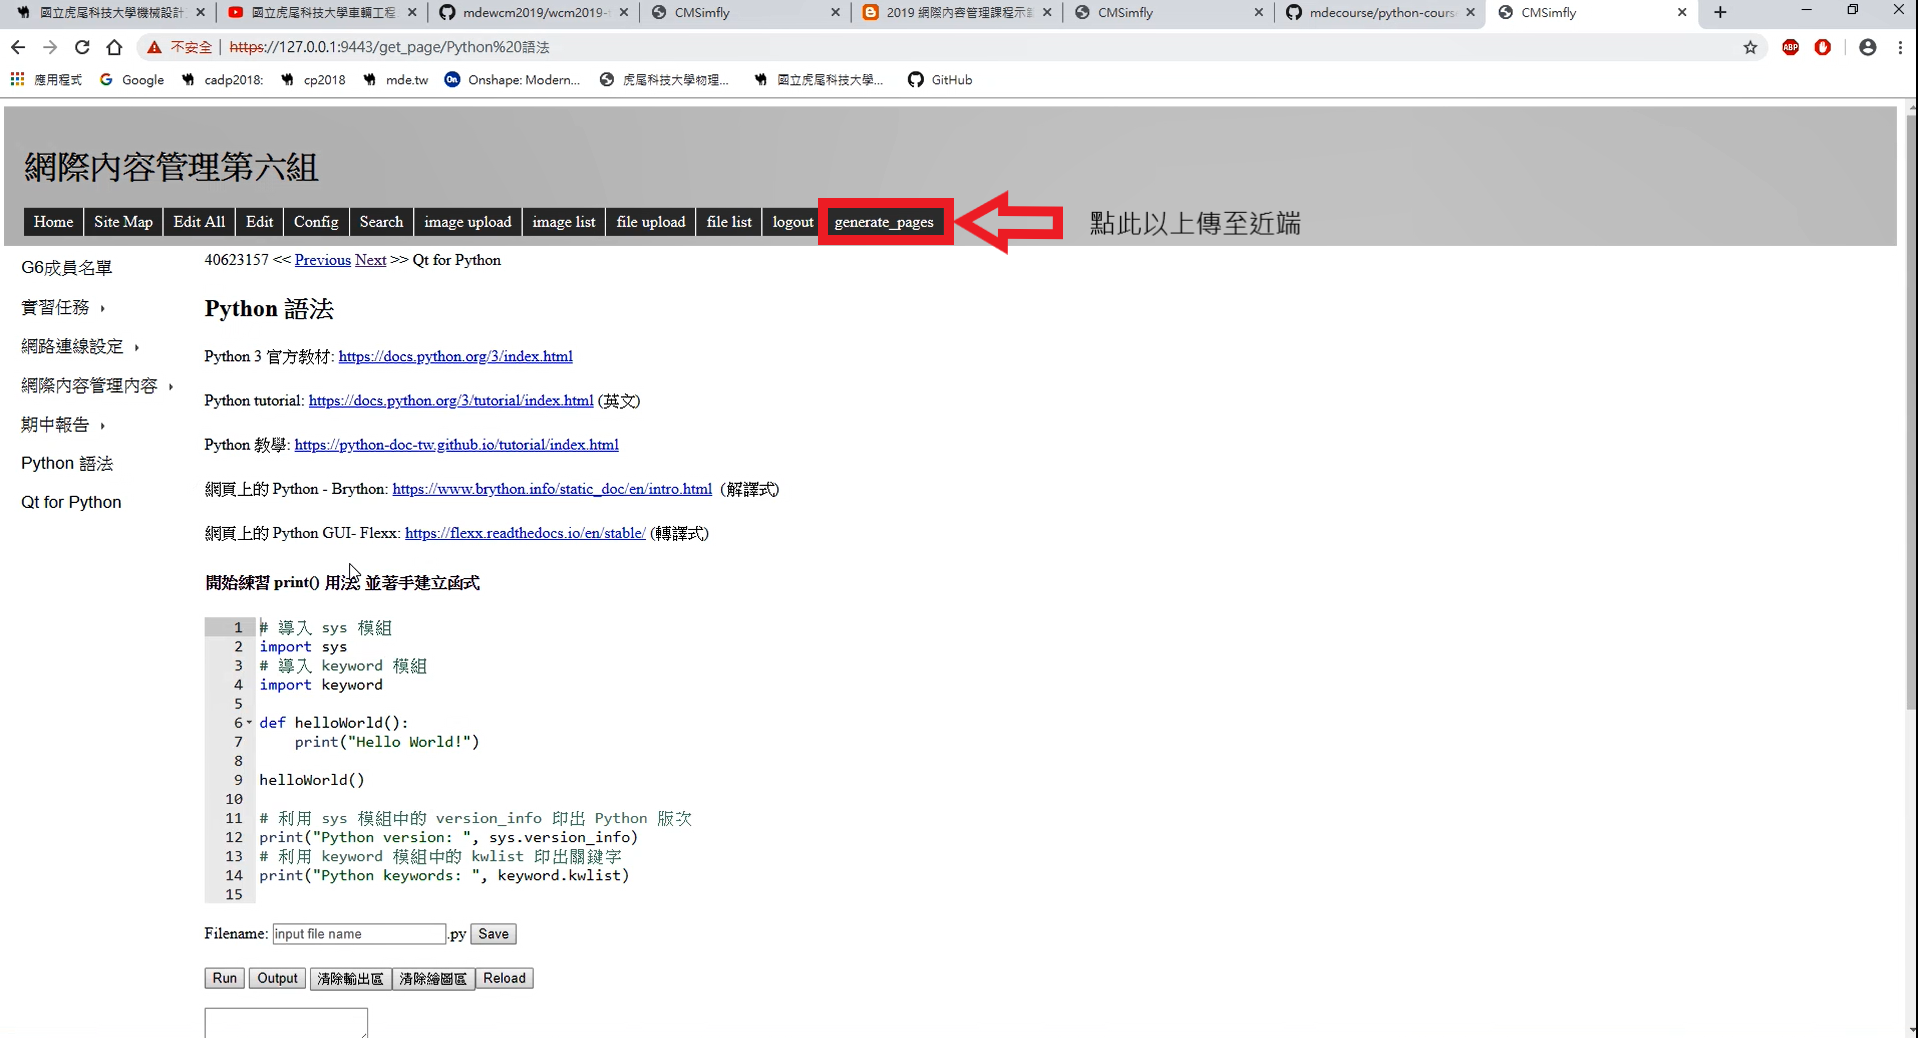 國立虎尾科技大學機械設計
國立虎尾科技大學車輛工程
mdewcm2019/wcm2019-
CMSimfly
2019 網際內容管理課程示
CMSimfly
mdecourse/python-cours
CMSimfly
不安全 | https://127.0.0.1:9443/get_page/Python%20語法
ABP
應用程式 Google cadp2018: cp2018 mde.tw On Onshape: Modern... 虎尾科技大學物理... 國立虎尾科技大學... GitHub
網際內容管理第六組
Home Site Map Edit All Edit Config Search image upload image list file upload file list logout generate_pages 點此以上傳至近端
G6成員名單
實習任務
網路連線設定
網際內容管理內容
期中報告
Python 語法
Qt for Python
40623157 << Previous Next >> Qt for Python
Python 語法
Python 3 官方教材: https://docs.python.org/3/index.html
Python tutorial: https://docs.python.org/3/tutorial/index.html (英文)
Python 教學: https://python-doc-tw.github.io/tutorial/index.html
網頁上的 Python - Brython: https://www.brython.info/static_doc/en/intro.html (解譯式)
網頁上的 Python GUI- Flexx: https://flexx.readthedocs.io/en/stable/ (轉譯式)
開始練習 print() 用法, 並著手建立函式
1 # 導入 sys 模組
2 import sys
3 # 導入 keyword 模組
4 import keyword
5
6 def helloWorld():
7 print("Hello World!")
8
9 helloWorld()
10
11 # 利用 sys 模組中的 version_info 印出 Python 版次
12 print("Python version: ", sys.version_info)
13 # 利用 keyword 模組中的 kwlist 印出關鍵字
14 print("Python keywords: ", keyword.kwlist)
15
Filename: input file name .py Save
Run Output 清除輸出區 清除繪圖區 Reload